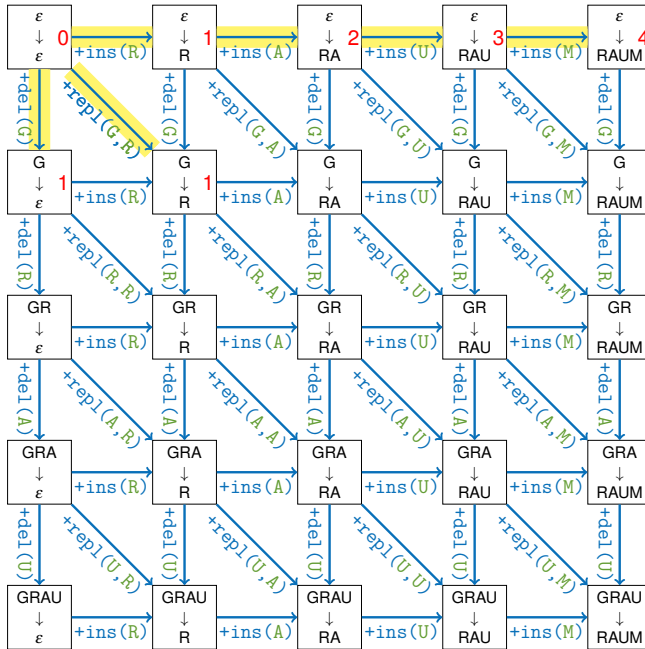 ε ε ε ε ε
↓ 0 ↓ 1 ↓ 2 ↓ 3 ↓ 4
ε +ins(R) R +ins(A) RA +ins(U) RAU +ins(M) RAUM
+del(G) +repl(G,R) +del(G) +repl(G,A) +del(G) +repl(G,U) +del(G) +repl(G,M) +del(G)
G G G G G
↓ 1 ↓ 1 ↓ ↓ ↓
ε +ins(R) R +ins(A) RA +ins(U) RAU +ins(M) RAUM
+del(R) +repl(R,R) +del(R) +repl(R,A) +del(R) +repl(R,U) +del(R) +repl(R,M) +del(R)
GR GR GR GR GR
↓ ↓ ↓ ↓ ↓
ε +ins(R) R +ins(A) RA +ins(U) RAU +ins(M) RAUM
+del(A) +repl(A,R) +del(A) +repl(A,A) +del(A) +repl(A,U) +del(A) +repl(A,M) +del(A)
GRA GRA GRA GRA GRA
↓ ↓ ↓ ↓ ↓
ε +ins(R) R +ins(A) RA +ins(U) RAU +ins(M) RAUM
+del(U) +repl(U,R) +del(U) +repl(U,A) +del(U) +repl(U,U) +del(U) +repl(U,M) +del(U)
GRAU GRAU GRAU GRAU GRAU
↓ ↓ ↓ ↓ ↓
ε +ins(R) R +ins(A) RA +ins(U) RAU +ins(M) RAUM